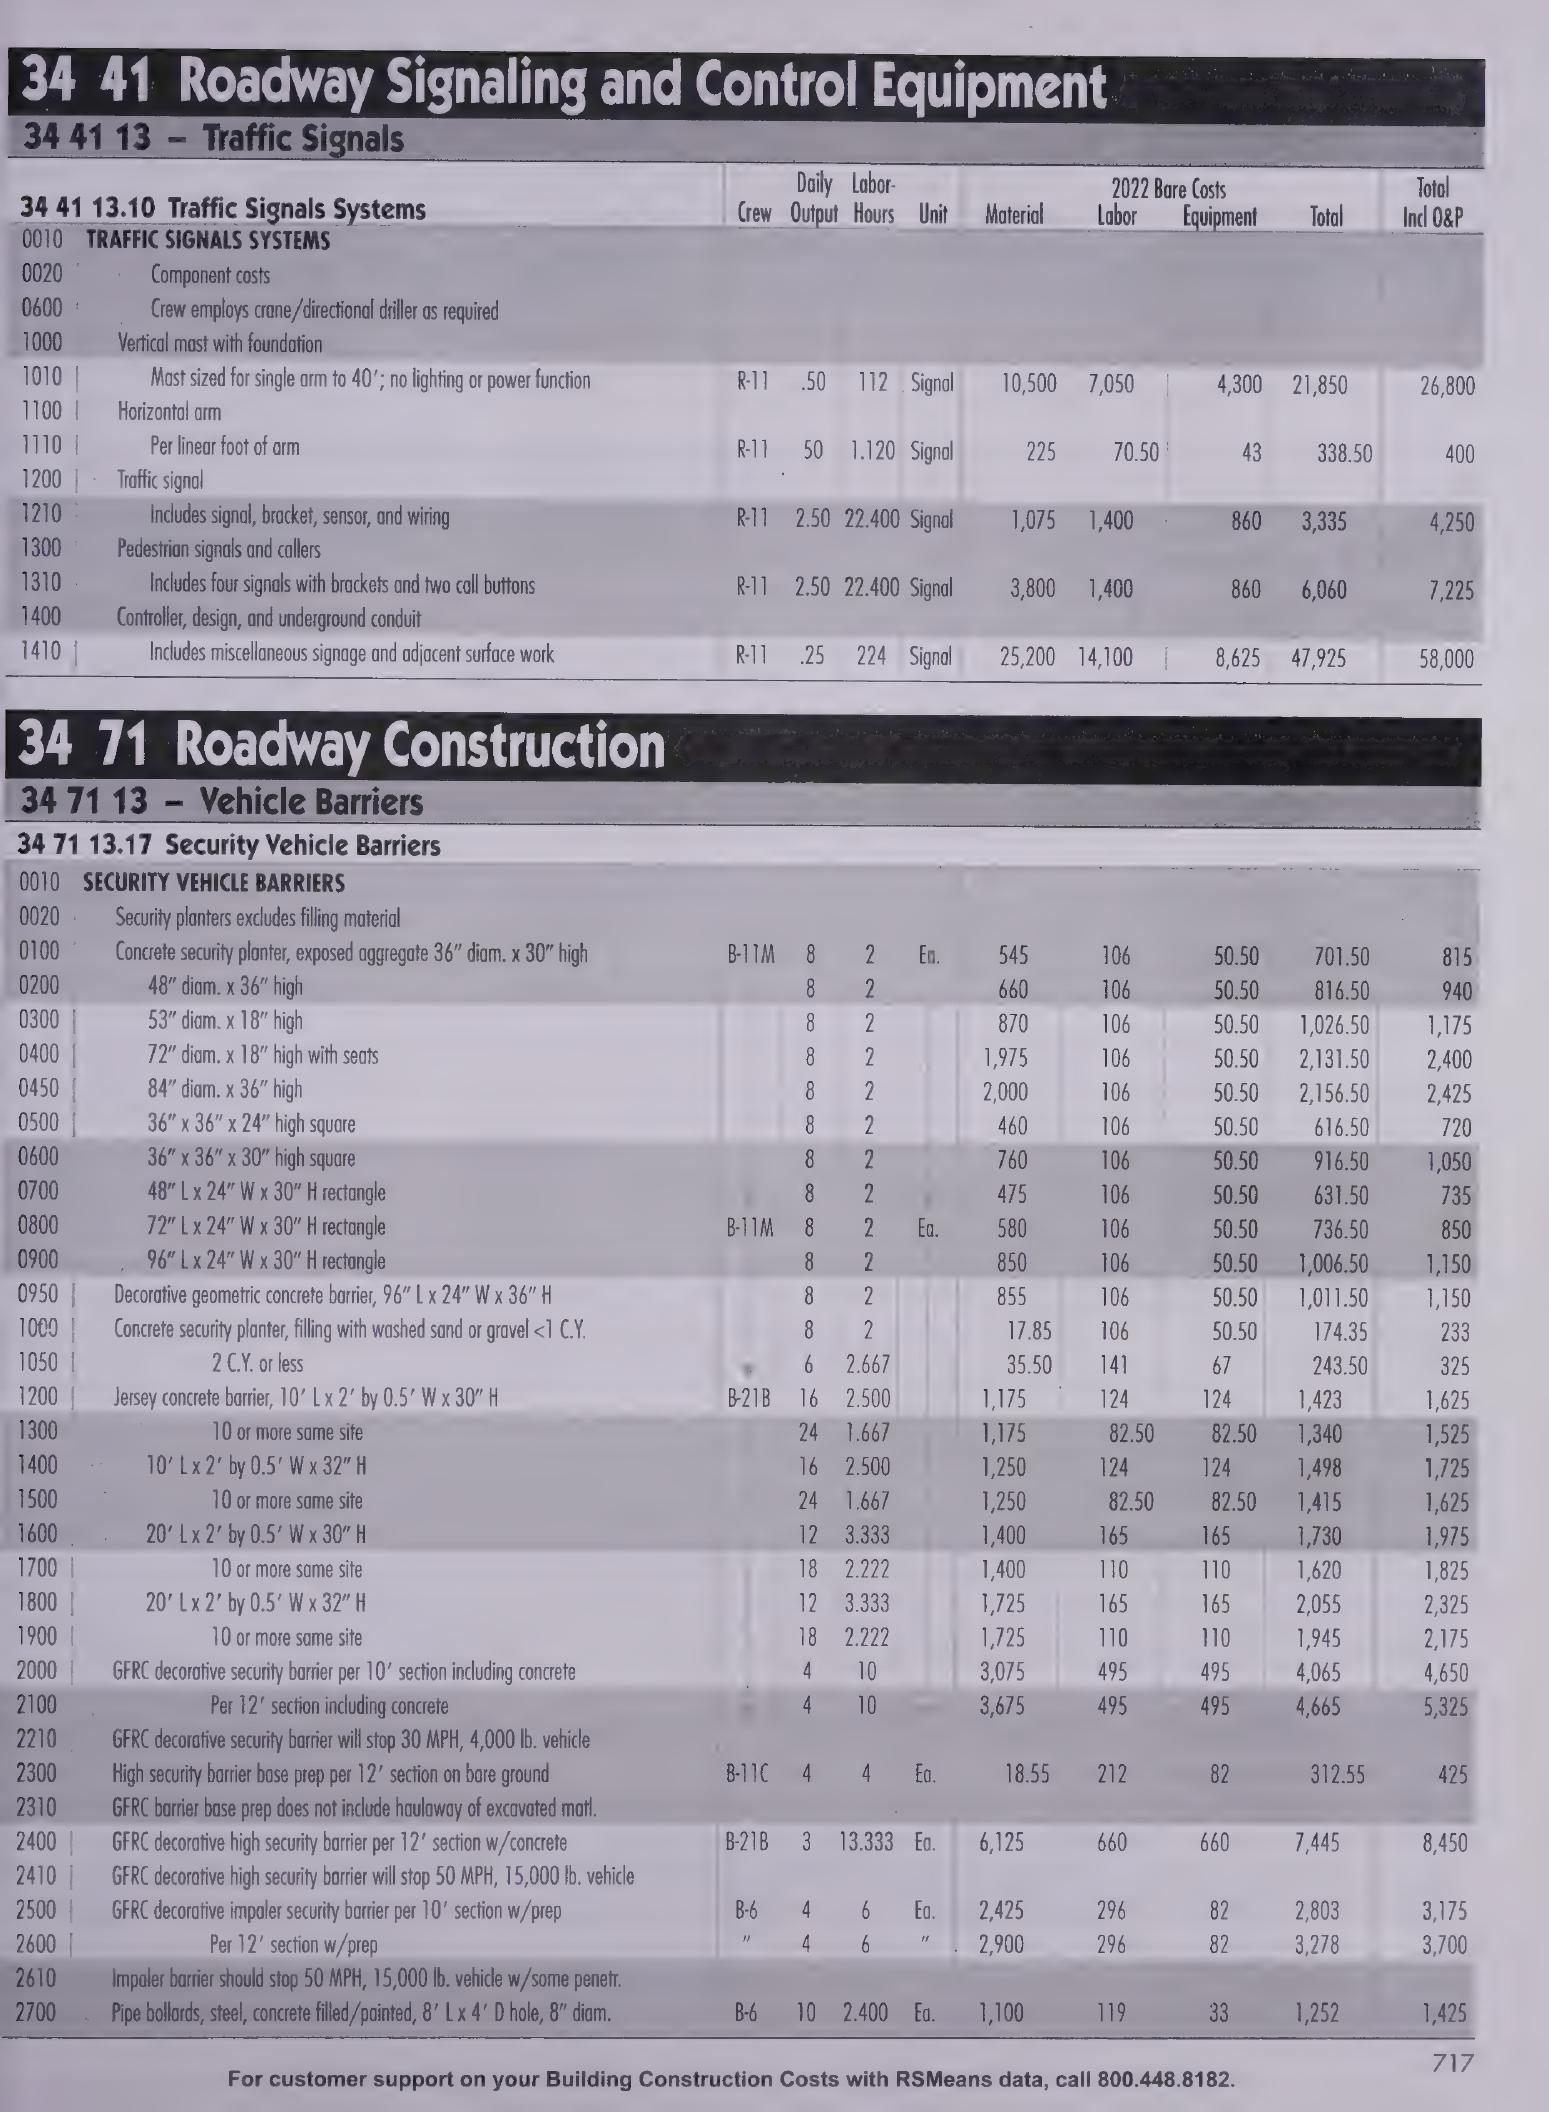 34 41 Roadway Signaling and Control Equipment
34 41 13 – Traffic Signals
34 41 13.10 Traffic Signals Systems Crew Daily Output Labor-Hours Unit Material 2022 Bare Costs Labor Equipment Total Total Incl O&P
0010 TRAFFIC SIGNALS SYSTEMS
0020 Component costs
0600 Crew employs crane/directional driller as required
1000 Vertical mast with foundation
1010 Mast sized for single arm to 40'; no lighting or power function R-11 .50 112 Signal 10,500 7,050 4,300 21,850 26,800
1100 Horizontal arm
1110 Per linear foot of arm R-11 50 1.120 Signal 225 70.50 43 338.50 400
1200 Traffic signal
1210 Includes signal, bracket, sensor, and wiring R-11 2.50 22.400 Signal 1,075 1,400 860 3,335 4,250
1300 Pedestrian signals and callers
1310 Includes four signals with brackets and two call buttons R-11 2.50 22.400 Signal 3,800 1,400 860 6,060 7,225
1400 Controller, design, and underground conduit
1410 Includes miscellaneous signage and adjacent surface work R-11 .25 224 Signal 25,200 14,100 8,625 47,925 58,000
34 71 Roadway Construction
34 71 13 – Vehicle Barriers
34 71 13.17 Security Vehicle Barriers
0010 SECURITY VEHICLE BARRIERS
0020 Security planters excludes filling material
0100 Concrete security planter, exposed aggregate 36" diam. x 30" high B-11M 8 2 Ea. 545 106 50.50 701.50 815
0200 48" diam. x 36" high 8 2 660 106 50.50 816.50 940
0300 53" diam. x 18" high 8 2 870 106 50.50 1,026.50 1,175
0400 72" diam. x 18" high with seats 8 2 1,975 106 50.50 2,131.50 2,400
0450 84" diam. x 36" high 8 2 2,000 106 50.50 2,156.50 2,425
0500 36" x 36" x 24" high square 8 2 460 106 50.50 616.50 720
0600 36" x 36" x 30" high square 8 2 760 106 50.50 916.50 1,050
0700 48" L x 24" W x 30" H rectangle 8 2 475 106 50.50 631.50 735
0800 72" L x 24" W x 30" H rectangle B-11M 8 2 Ea. 580 106 50.50 736.50 850
0900 96" L x 24" W x 30" H rectangle 8 2 850 106 50.50 1,006.50 1,150
0950 Decorative geometric concrete barrier, 96" L x 24" W x 36" H 8 2 855 106 50.50 1,011.50 1,150
1000 Concrete security planter, filling with washed sand or gravel <1 C.Y. 8 2 17.85 106 50.50 174.35 233
1050 2 C.Y. or less 6 2.667 35.50 141 67 243.50 325
1200 Jersey concrete barrier, 10' L x 2' by 0.5' W x 30" H B-21B 16 2.500 1,175 124 124 1,423 1,625
1300 10 or more same site 24 1.667 1,175 82.50 82.50 1,340 1,525
1400 10' L x 2' by 0.5' W x 32" H 16 2.500 1,250 124 124 1,498 1,725
1500 10 or more same site 24 1.667 1,250 82.50 82.50 1,415 1,625
1600 20' L x 2' by 0.5' W x 30" H 12 3.333 1,400 165 165 1,730 1,975
1700 10 or more same site 18 2.222 1,400 110 110 1,620 1,825
1800 20' L x 2' by 0.5' W x 32" H 12 3.333 1,725 165 165 2,055 2,325
1900 10 or more same site 18 2.222 1,725 110 110 1,945 2,175
2000 GFRC decorative security barrier per 10' section including concrete 4 10 3,075 495 495 4,065 4,650
2100 Per 12' section including concrete 4 10 3,675 495 495 4,665 5,325
2210 GFRC decorative security barrier will stop 30 MPH, 4,000 lb. vehicle
2300 High security barrier base prep per 12' section on bare ground B-11C 4 4 Ea. 18.55 212 82 312.55 425
2310 GFRC barrier base prep does not include haulaway of excavated matl.
2400 GFRC decorative high security barrier per 12' section w/concrete B-21B 3 13.333 Ea. 6,125 660 660 7,445 8,450
2410 GFRC decorative high security barrier will stop 50 MPH, 15,000 lb. vehicle
2500 GFRC decorative impaler security barrier per 10' section w/prep B-6 4 6 Ea. 2,425 296 82 2,803 3,175
2600 Per 12' section w/prep " 4 6 " 2,900 296 82 3,278 3,700
2610 Impaler barrier should stop 50 MPH, 15,000 lb. vehicle w/some penetr.
2700 Pipe bollards, steel, concrete filled/painted, 8' L x 4' D hole, 8" diam. B-6 10 2.400 Ea. 1,100 119 33 1,252 1,425
For customer support on your Building Construction Costs with RSMeans data, call 800.448.8182.
717